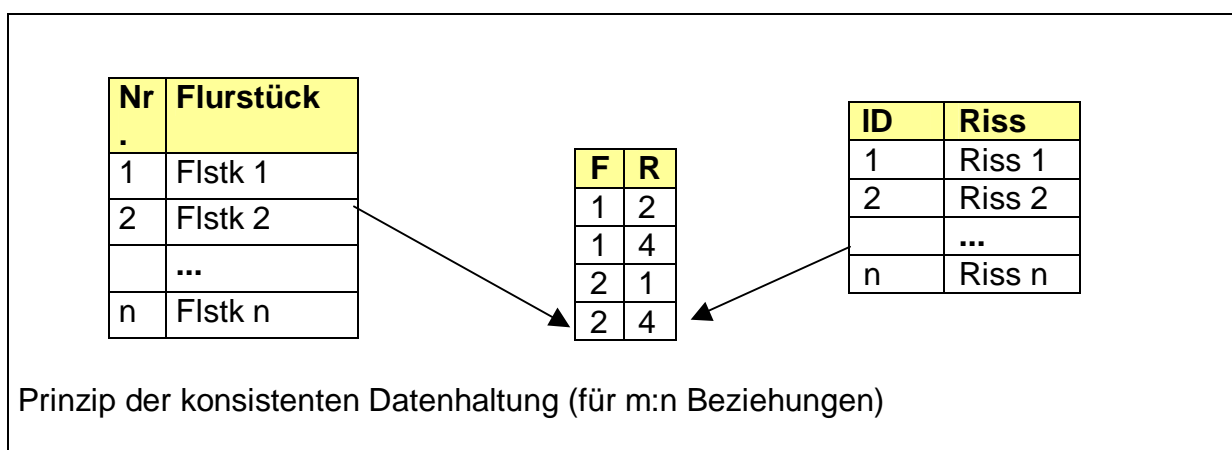 Nr Flurstück
.
1 Flstk 1
2 Flstk 2
...
n Flstk n
F R
1 2
1 4
2 1
2 4
ID Riss
1 Riss 1
2 Riss 2
...
n Riss n
Prinzip der konsistenten Datenhaltung (für m:n Beziehungen)